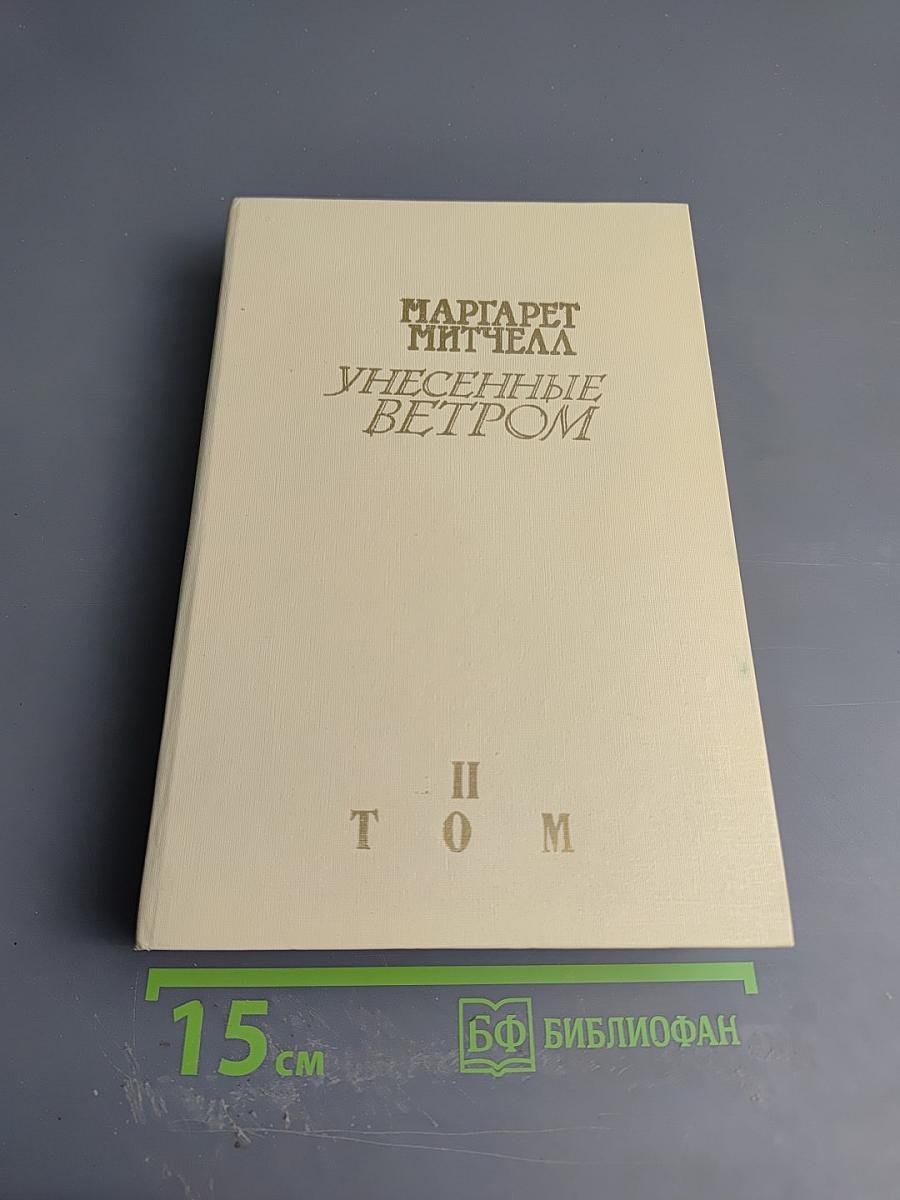 МАРГАРЕТ
МИТЧЕЛЛ
УНЕСЕННЫЕ
ВЕТРОМ
II
ТОМ
15 см
БФ БИБЛИОФАН